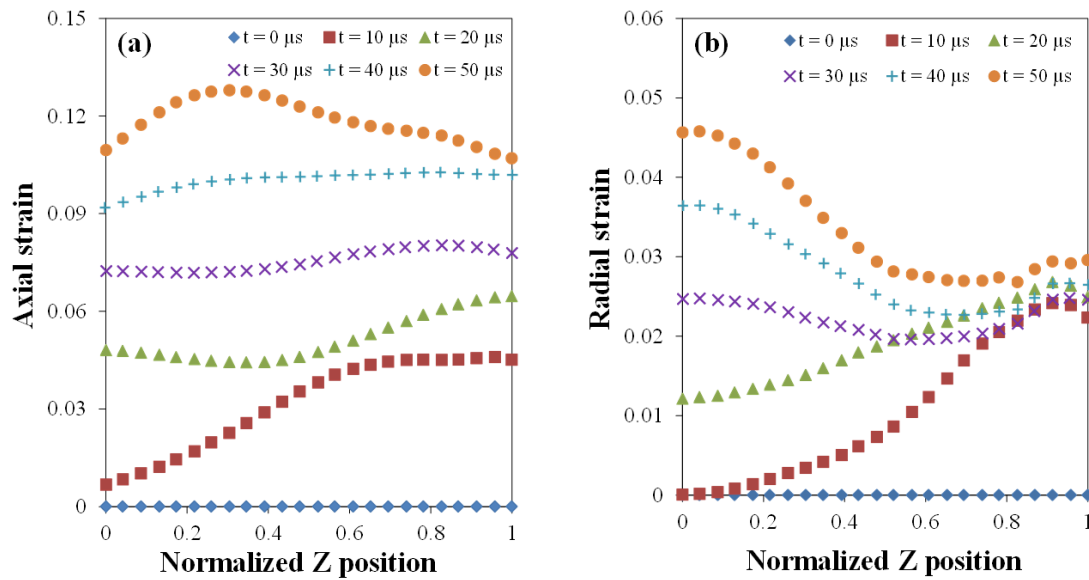 (a)
t = 0 µs t = 10 µs t = 20 µs
t = 30 µs t = 40 µs t = 50 µs
0.15
0.12
0.09
0.06
0.03
0
Axial strain
0 0.2 0.4 0.6 0.8 1
Normalized Z position
(b)
t = 0 µs t = 10 µs t = 20 µs
t = 30 µs t = 40 µs t = 50 µs
0.06
0.05
0.04
0.03
0.02
0.01
0
Radial strain
0 0.2 0.4 0.6 0.8 1
Normalized Z position